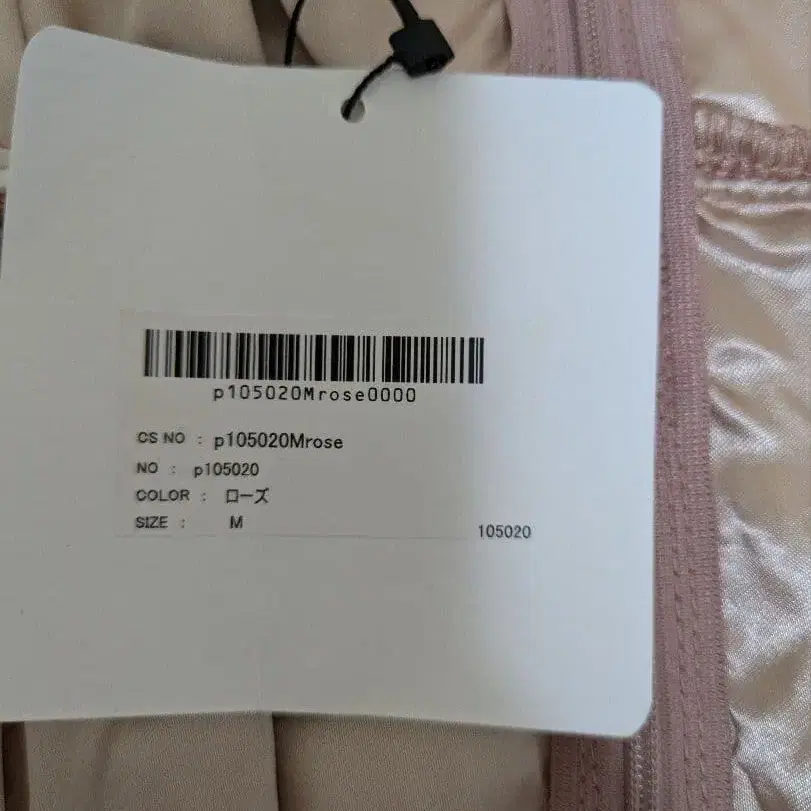 p105020Mrose0000
CS NO : p105020Mrose
NO : p105020
COLOR : ローズ
SIZE : M
105020